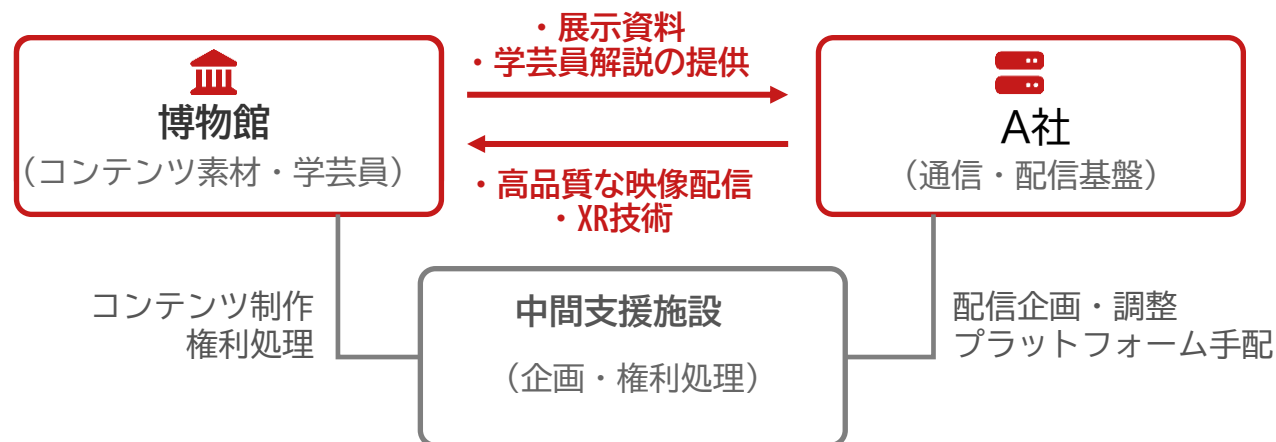 ・展示資料
・学芸員解説の提供
博物館
（コンテンツ素材・学芸員）
A社
（通信・配信基盤）
・高品質な映像配信
・XR技術
コンテンツ制作
権利処理
中間支援施設
（企画・権利処理）
配信企画・調整
プラットフォーム手配